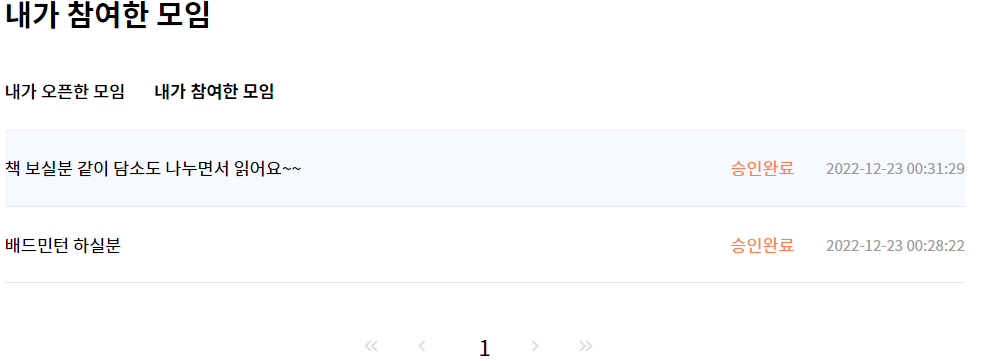 내가 참여한 모임
내가 오픈한 모임 내가 참여한 모임
책 보실분 같이 담소도 나누면서 읽어요~~ 승인완료 2022-12-23 00:31:29
배드민턴 하실분 승인완료 2022-12-23 00:28:22
1